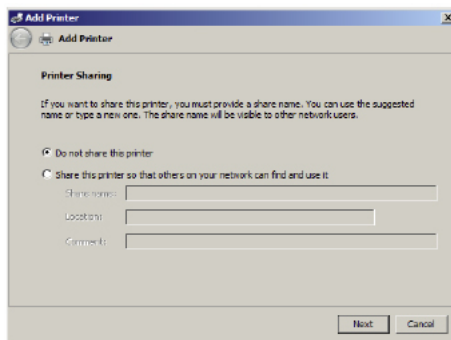 Add Printer
Add Printer
Printer Sharing
If you want to share this printer, you must provide a share name. You can use the suggested
name or type a new one. The share name will be visible to other network users.
Do not share this printer
Share this printer so that others on your network can find and use it
Share name:
Location:
Comment:
Next Cancel